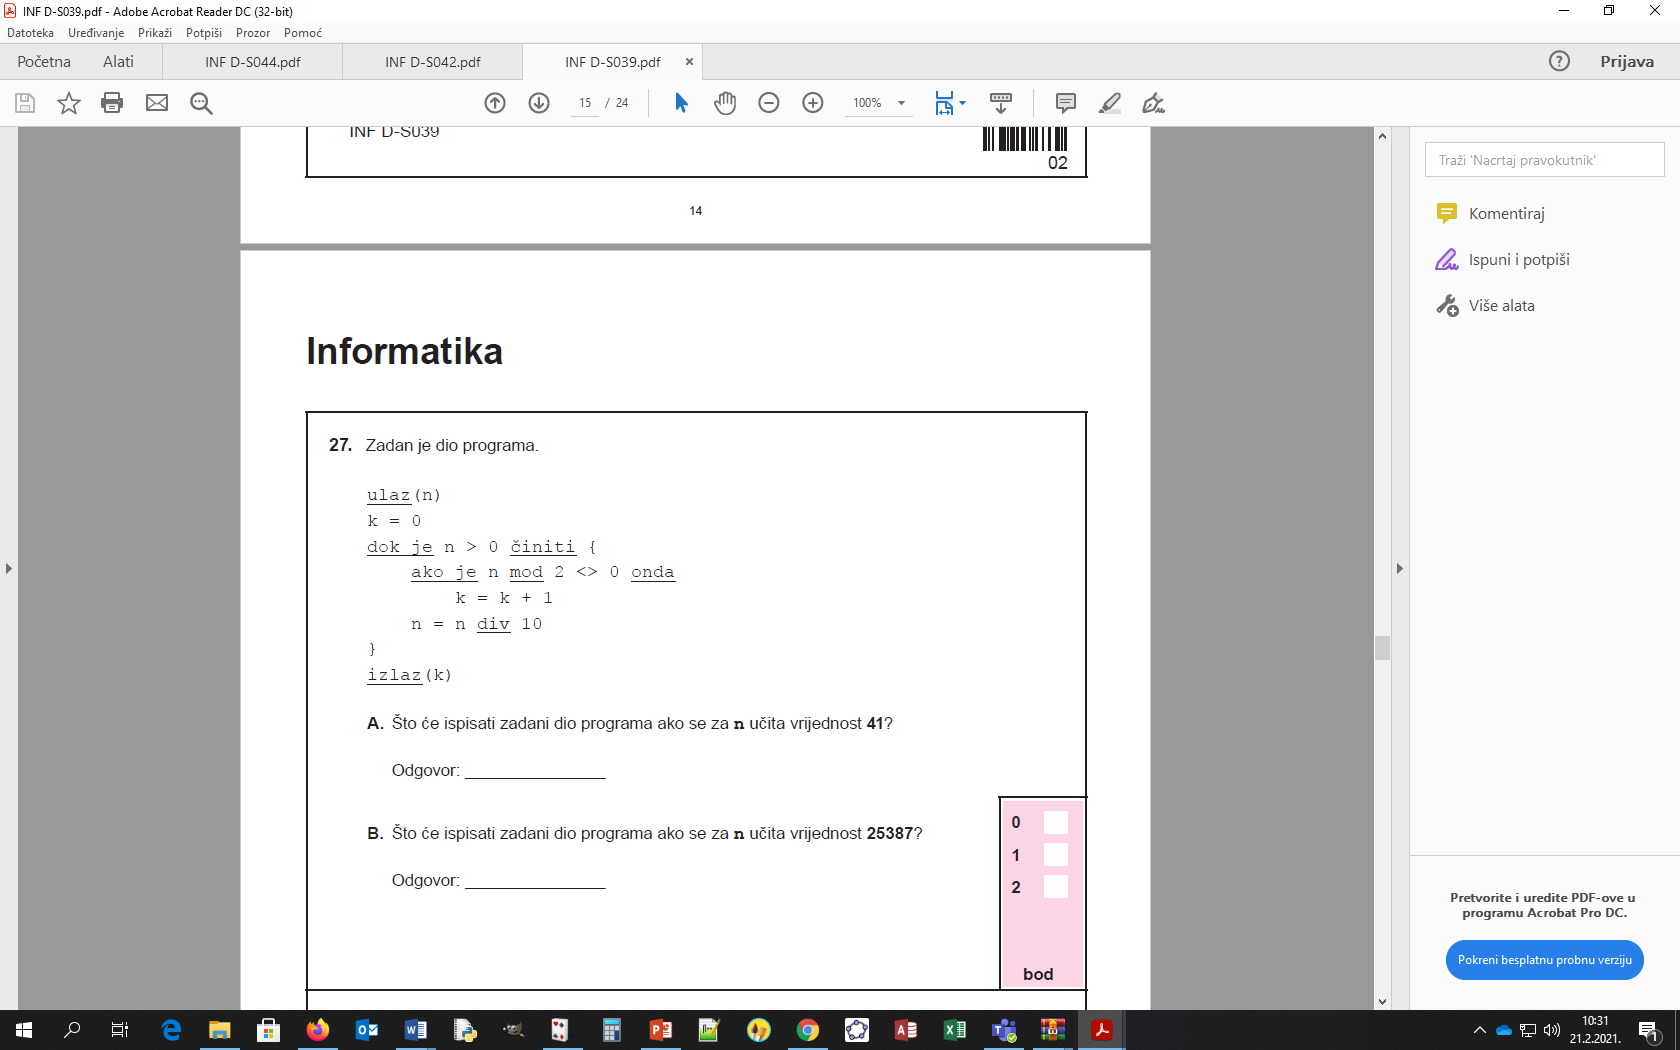 INF D-S039.pdf - Adobe Acrobat Reader DC (32-bit)
Datoteka Uređivanje Prikaži Potpiši Prozor Pomoć
Početna Alati INF D-S044.pdf INF D-S042.pdf INF D-S039.pdf × ? Prijava
15 / 24 100%
INF D-S039
02
14
Informatika
27. Zadan je dio programa.
ulaz(n)
k = 0
dok je n > 0 činiti {
ako je n mod 2 <> 0 onda
k = k + 1
n = n div 10
}
izlaz(k)
A. Što će ispisati zadani dio programa ako se za n učita vrijednost 41?
Odgovor: _______________
B. Što će ispisati zadani dio programa ako se za n učita vrijednost 25387?
Odgovor: _______________
0
1
2
bod
Traži 'Nacrtaj pravokutnik'
Komentiraj
Ispuni i potpiši
Više alata
Pretvorite i uredite PDF-ove u
programu Acrobat Pro DC.
Pokreni besplatnu probnu verziju
10:31
21.2.2021.
1